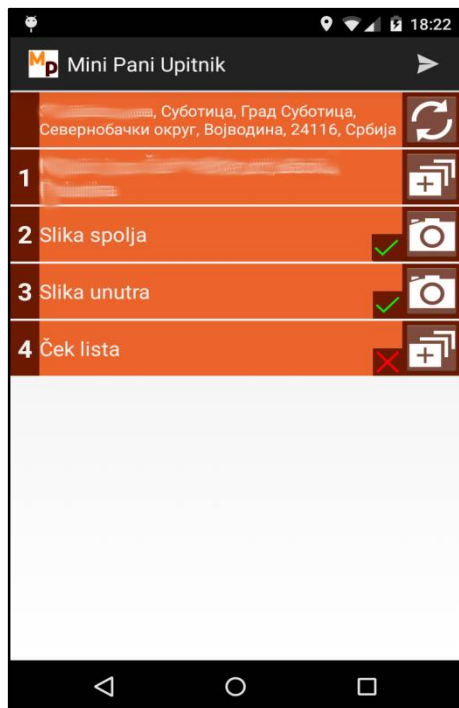 18:22
Mp Mini Pani Upitnik
, Суботица, Град Суботица,
Севернобачки округ, Војводина, 24116, Србија
1
2 Slika spolja
3 Slika unutra
4 Ček lista